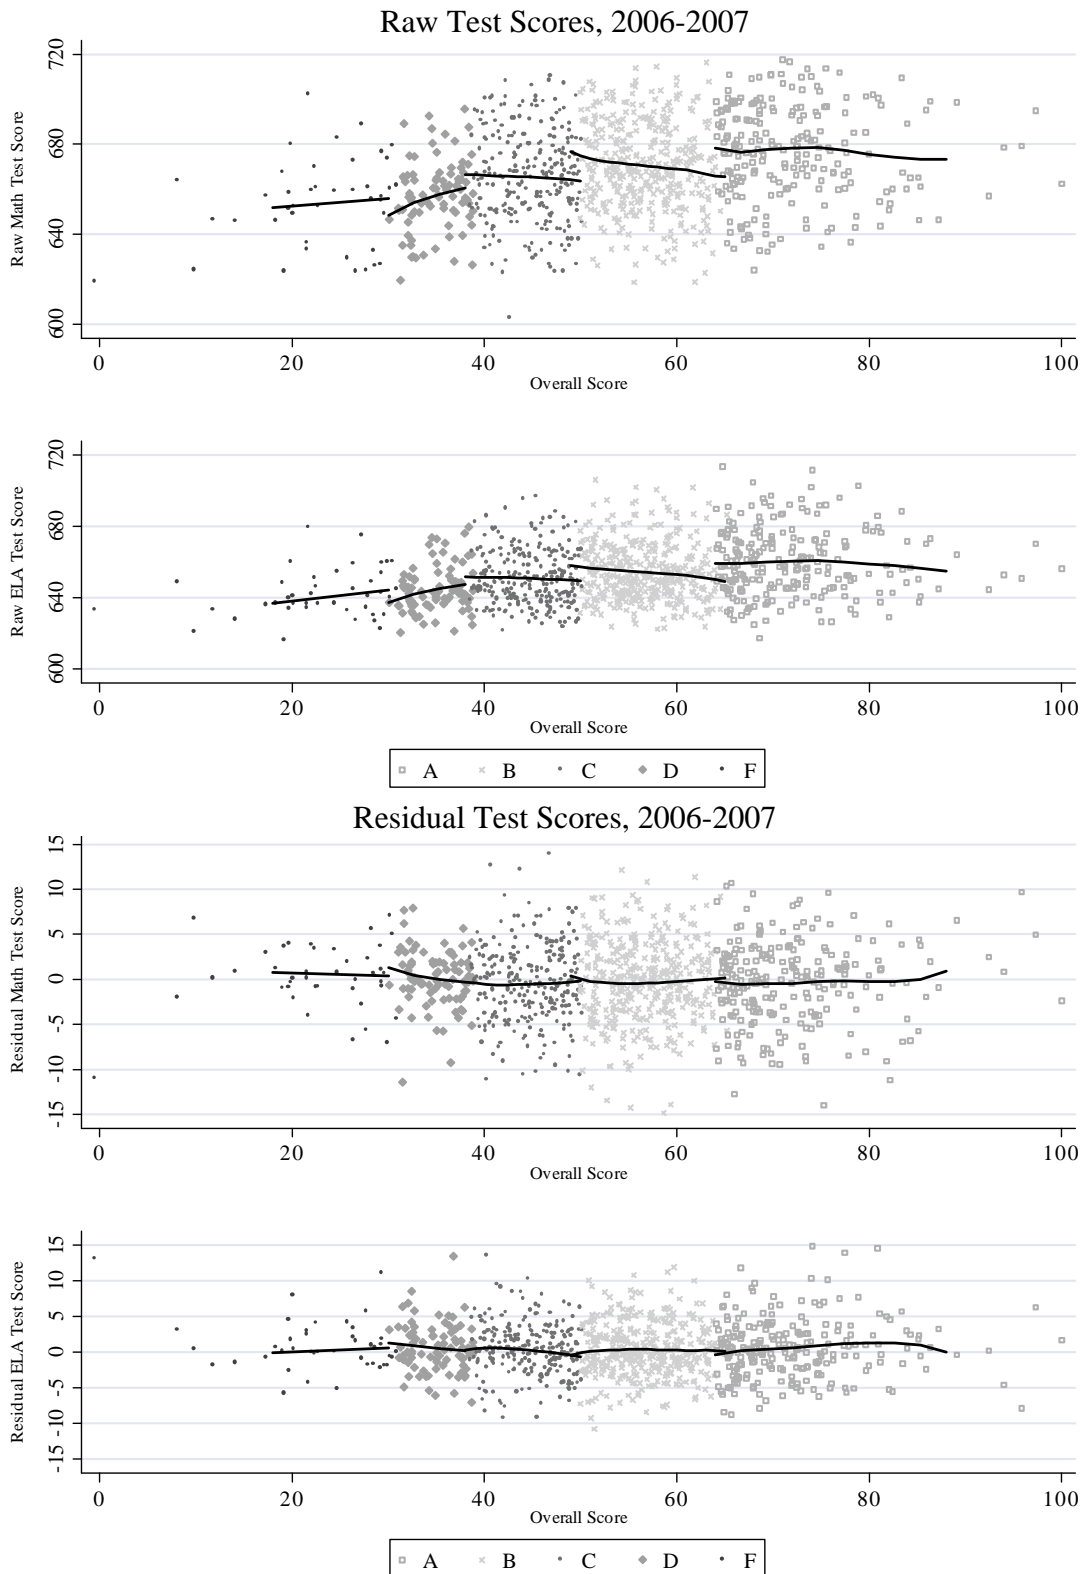 Raw Test Scores, 2006-2007
Raw Math Test Score
720
680
640
600
0 20 40 60 80 100
Overall Score
Raw ELA Test Score
720
680
640
600
0 20 40 60 80 100
Overall Score
A B C D F
Residual Test Scores, 2006-2007
Residual Math Test Score
15
10
5
0
-5
-10
-15
0 20 40 60 80 100
Overall Score
Residual ELA Test Score
15
10
5
0
-5
-10
-15
0 20 40 60 80 100
Overall Score
A B C D F